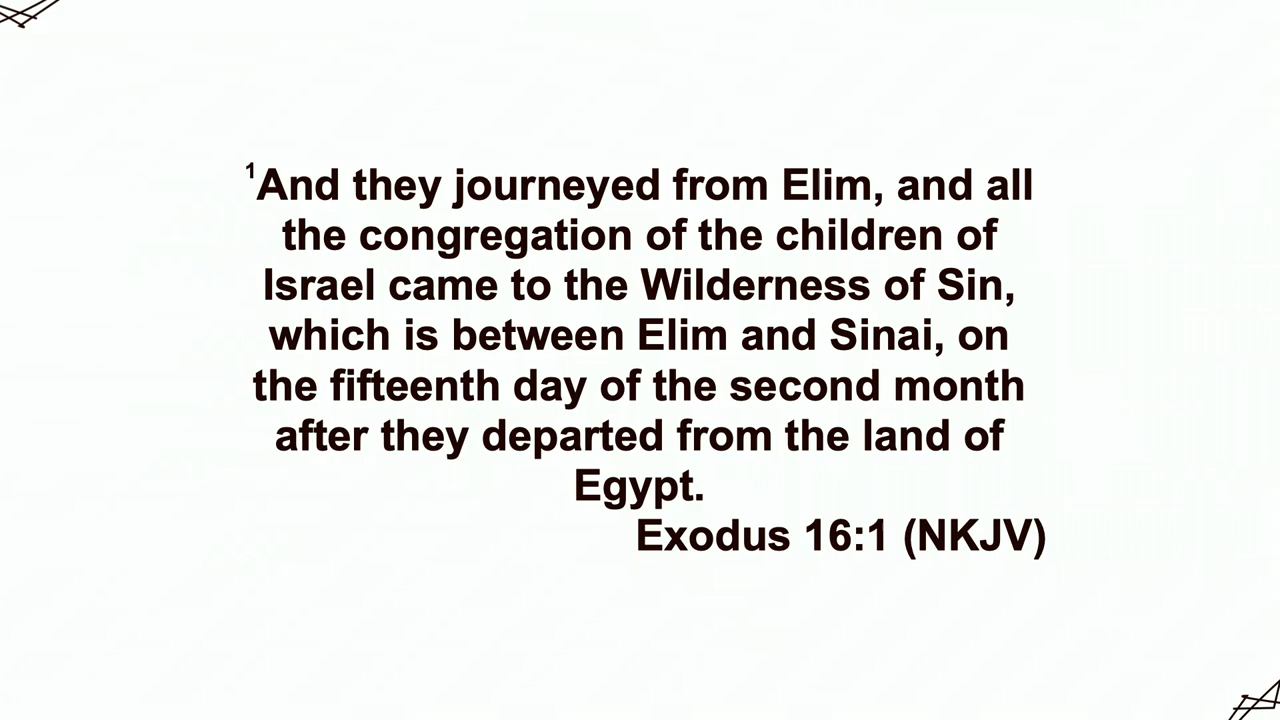 ¹And they journeyed from Elim, and all
the congregation of the children of
Israel came to the Wilderness of Sin,
which is between Elim and Sinai, on
the fifteenth day of the second month
after they departed from the land of
Egypt.
Exodus 16:1 (NKJV)